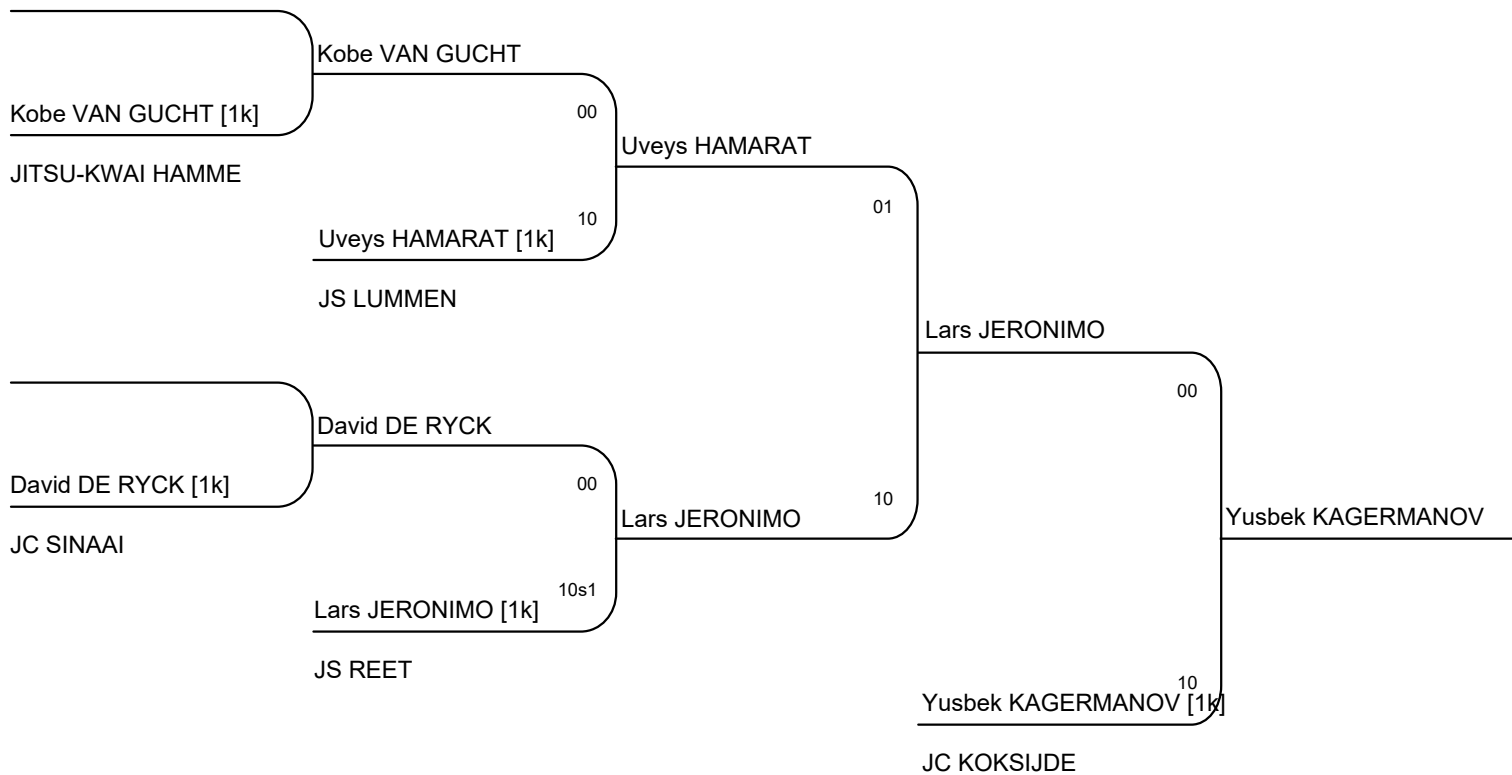 Kobe VAN GUCHT
Kobe VAN GUCHT [1k]
00
Uveys HAMARAT
JITSU-KWAI HAMME
01
10
Uveys HAMARAT [1k]
JS LUMMEN
Lars JERONIMO
00
David DE RYCK
David DE RYCK [1k]
00
10
Lars JERONIMO
Yusbek KAGERMANOV
JC SINAAI
10s1
Lars JERONIMO [1k]
JS REET
10
Yusbek KAGERMANOV [1k]
JC KOKSIJDE